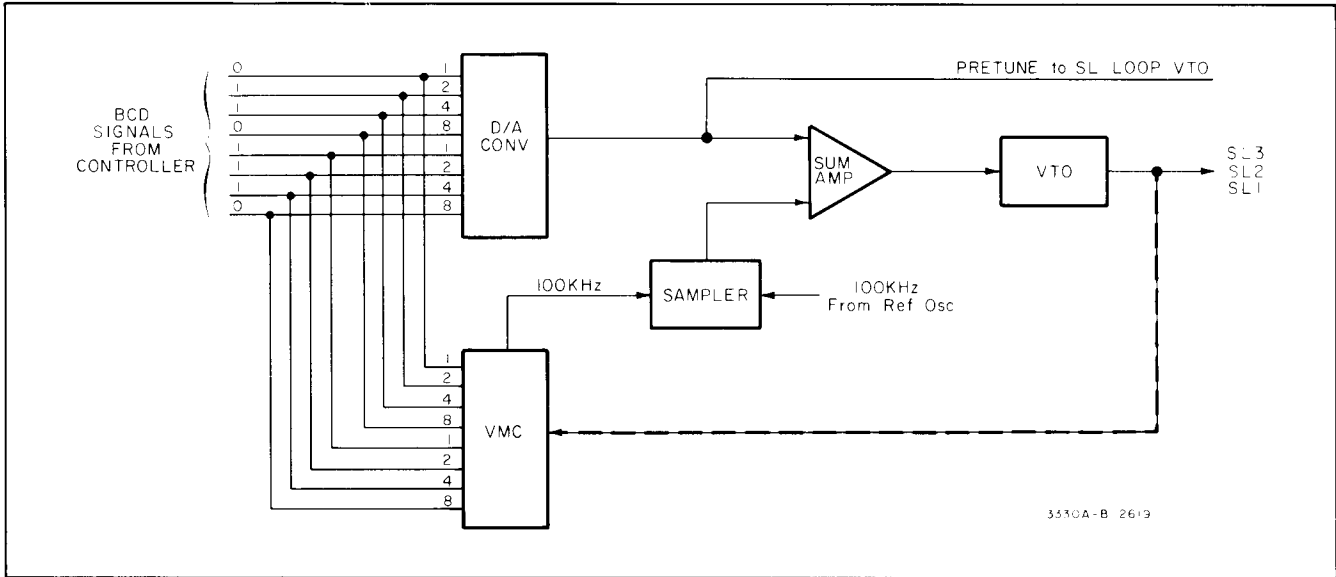 0
1
1
0
1
1
1
0
BCD
SIGNALS
FROM
CONTROLLER
1
2
4
8
1
2
4
8
D/A
CONV
PRETUNE to SL LOOP VTO
SUM
AMP
VTO
SL3
SL2
SL1
100KHz
SAMPLER
100KHz
From Ref Osc
1
2
4
8
1
2
4
8
VMC
3330A-B 2619